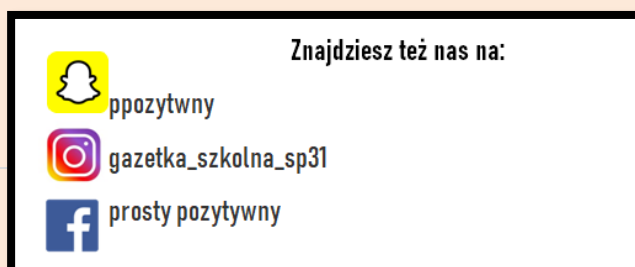 Znajdziesz też nas na:
ppozytwny
gazetka_szkolna_sp31
prosty pozytywny